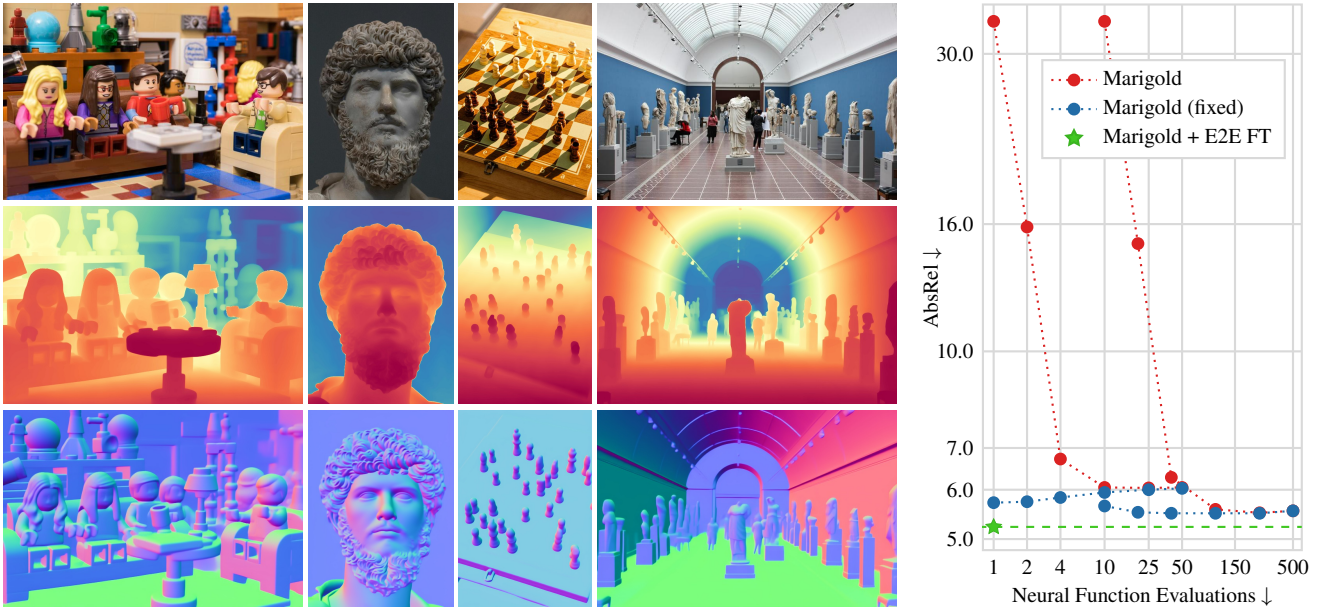 30.0
16.0
10.0
7.0
6.0
5.0
AbsRel ↓
Marigold
Marigold (fixed)
Marigold + E2E FT
1 2 4 10 25 50 150 500
Neural Function Evaluations ↓